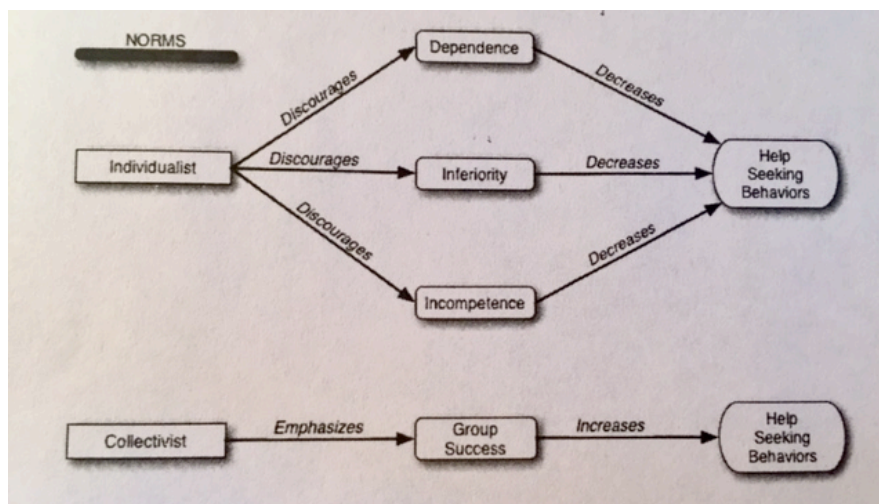 NORMS
Individualist
Discourages
Dependence
Decreases
Discourages
Inferiority
Decreases
Discourages
Incompetence
Decreases
Help
Seeking
Behaviors
Collectivist
Emphasizes
Group
Success
Increases
Help
Seeking
Behaviors